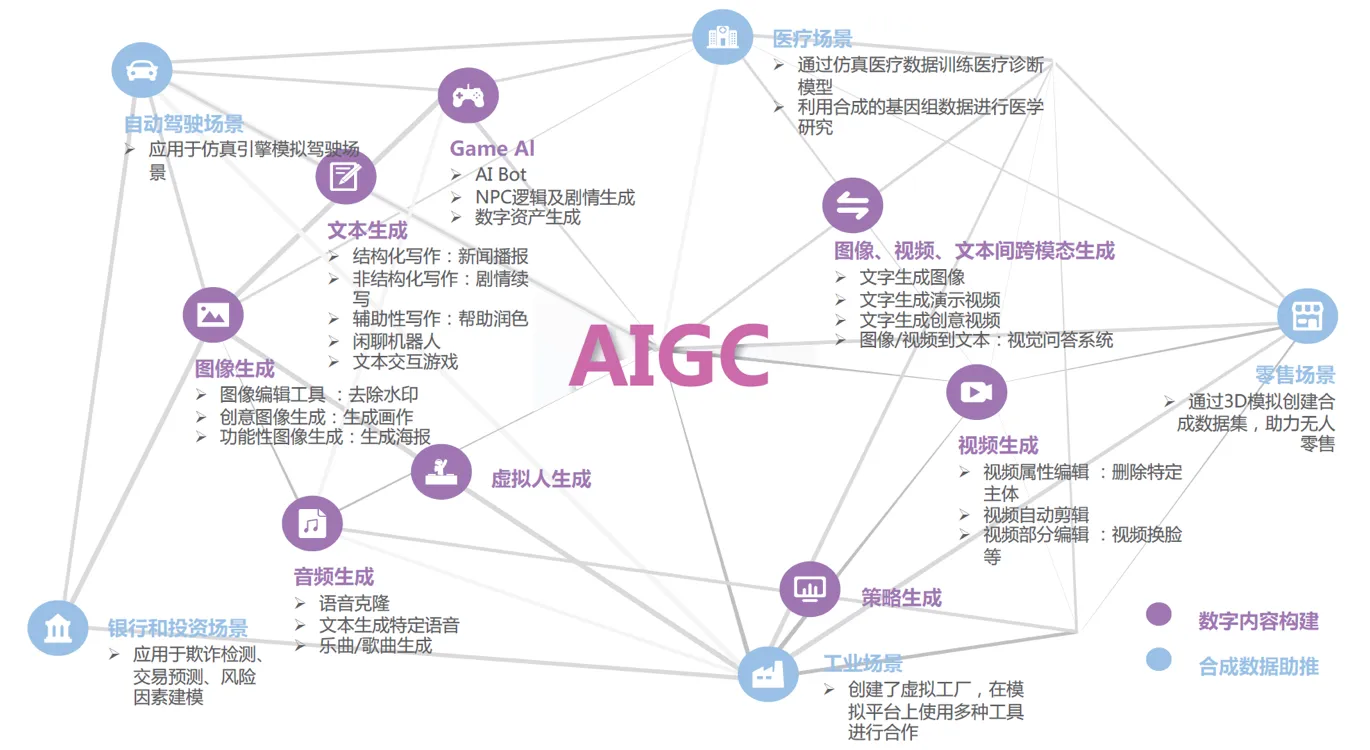 医疗场景
➢ 通过仿真医疗数据训练医疗诊断
模型
➢ 利用合成的基因组数据进行医学
研究
自动驾驶场景
➢ 应用于仿真引擎模拟驾驶场
景
Game AI
➢ AI Bot
➢ NPC逻辑及剧情生成
➢ 数字资产生成
文本生成
➢ 结构化写作：新闻播报
➢ 非结构化写作：剧情续
写
➢ 辅助性写作：帮助润色
➢ 闲聊机器人
➢ 文本交互游戏
图像、视频、文本间跨模态生成
➢ 文字生成图像
➢ 文字生成演示视频
➢ 文字生成创意视频
➢ 图像/视频到文本：视觉问答系统
AIGC
图像生成
➢ 图像编辑工具 ：去除水印
➢ 创意图像生成：生成画作
➢ 功能性图像生成：生成海报
零售场景
➢ 通过3D模拟创建合
成数据集，助力无人
零售
视频生成
➢ 视频属性编辑 ：删除特定
主体
➢ 视频自动剪辑
➢ 视频部分编辑 ：视频换脸
等
虚拟人生成
音频生成
➢ 语音克隆
➢ 文本生成特定语音
➢ 乐曲/歌曲生成
策略生成
银行和投资场景
➢ 应用于欺诈检测、
交易预测、风险
因素建模
工业场景
➢ 创建了虚拟工厂，在模
拟平台上使用多种工具
进行合作
数字内容构建
合成数据助推